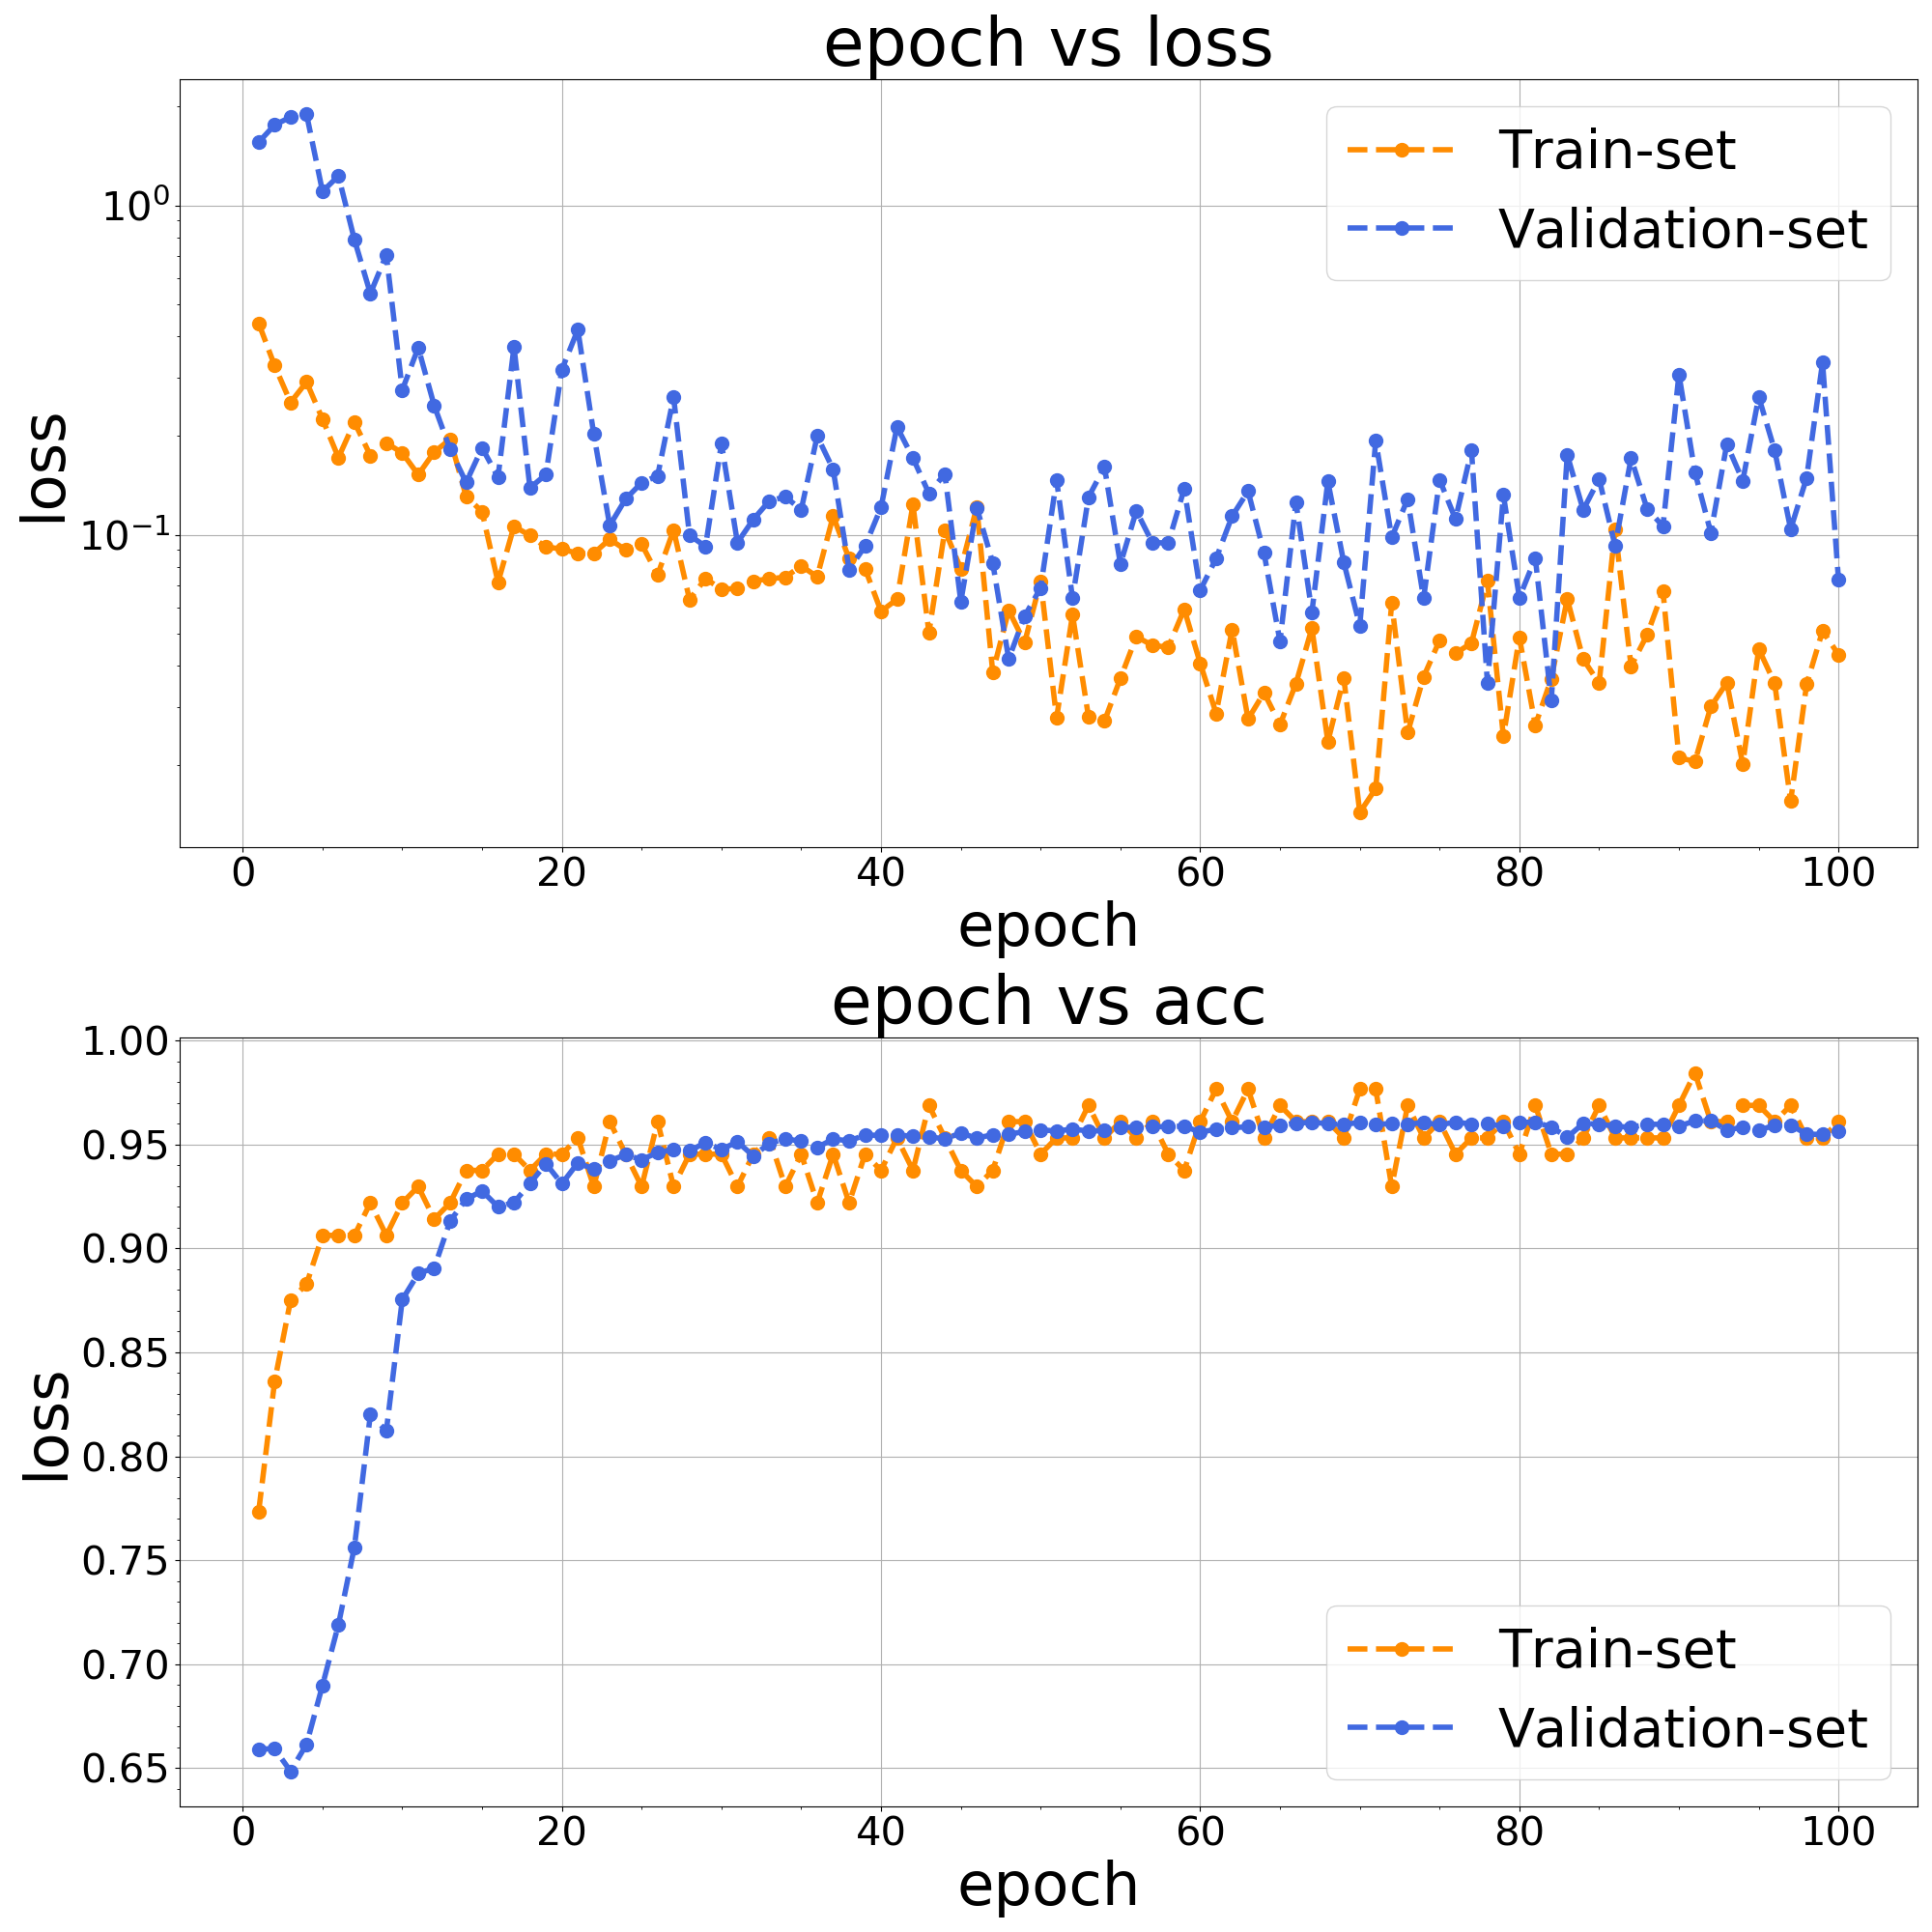 epoch vs loss
Train-set
Validation-set
loss
10⁰
10⁻¹
0 20 40 60 80 100
epoch
epoch vs acc
1.00
0.95
0.90
0.85
0.80
0.75
0.70
0.65
loss
Train-set
Validation-set
0 20 40 60 80 100
epoch